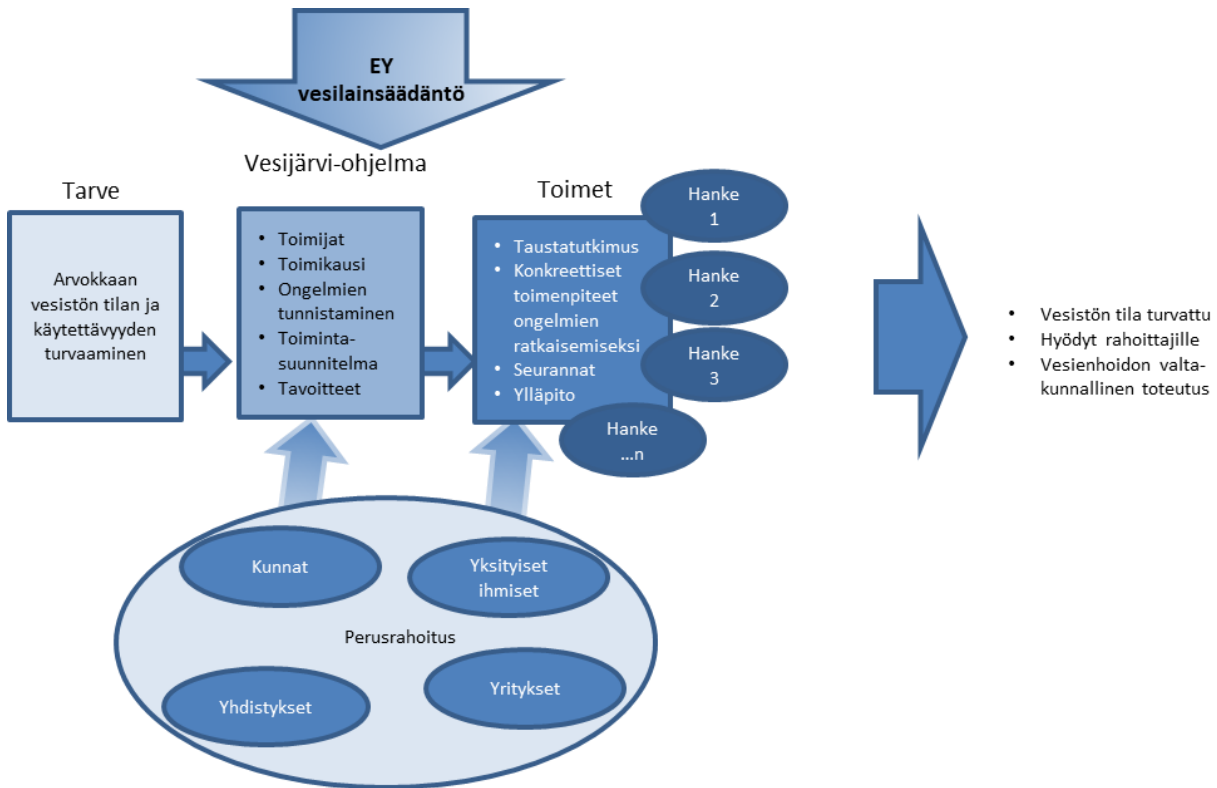 EY
vesilainsäädäntö
Vesijärvi-ohjelma
Tarve
Toimet
Arvokkaan
vesistön tilan ja
käytettävyyden
turvaaminen
• Toimijat
• Toimikausi
• Ongelmien
tunnistaminen
• Toiminta-
suunnitelma
• Tavoitteet
• Taustatutkimus
• Konkreettiset
toimenpiteet
ongelmien
ratkaisemiseksi
• Seurannat
• Ylläpito
Hanke
1
Hanke
2
Hanke
3
Hanke
...n
• Vesistön tila turvattu
• Hyödyt rahoittajille
• Vesienhoidon valta-
kunnallinen toteutus
Kunnat
Yksityiset
ihmiset
Perusrahoitus
Yhdistykset
Yritykset